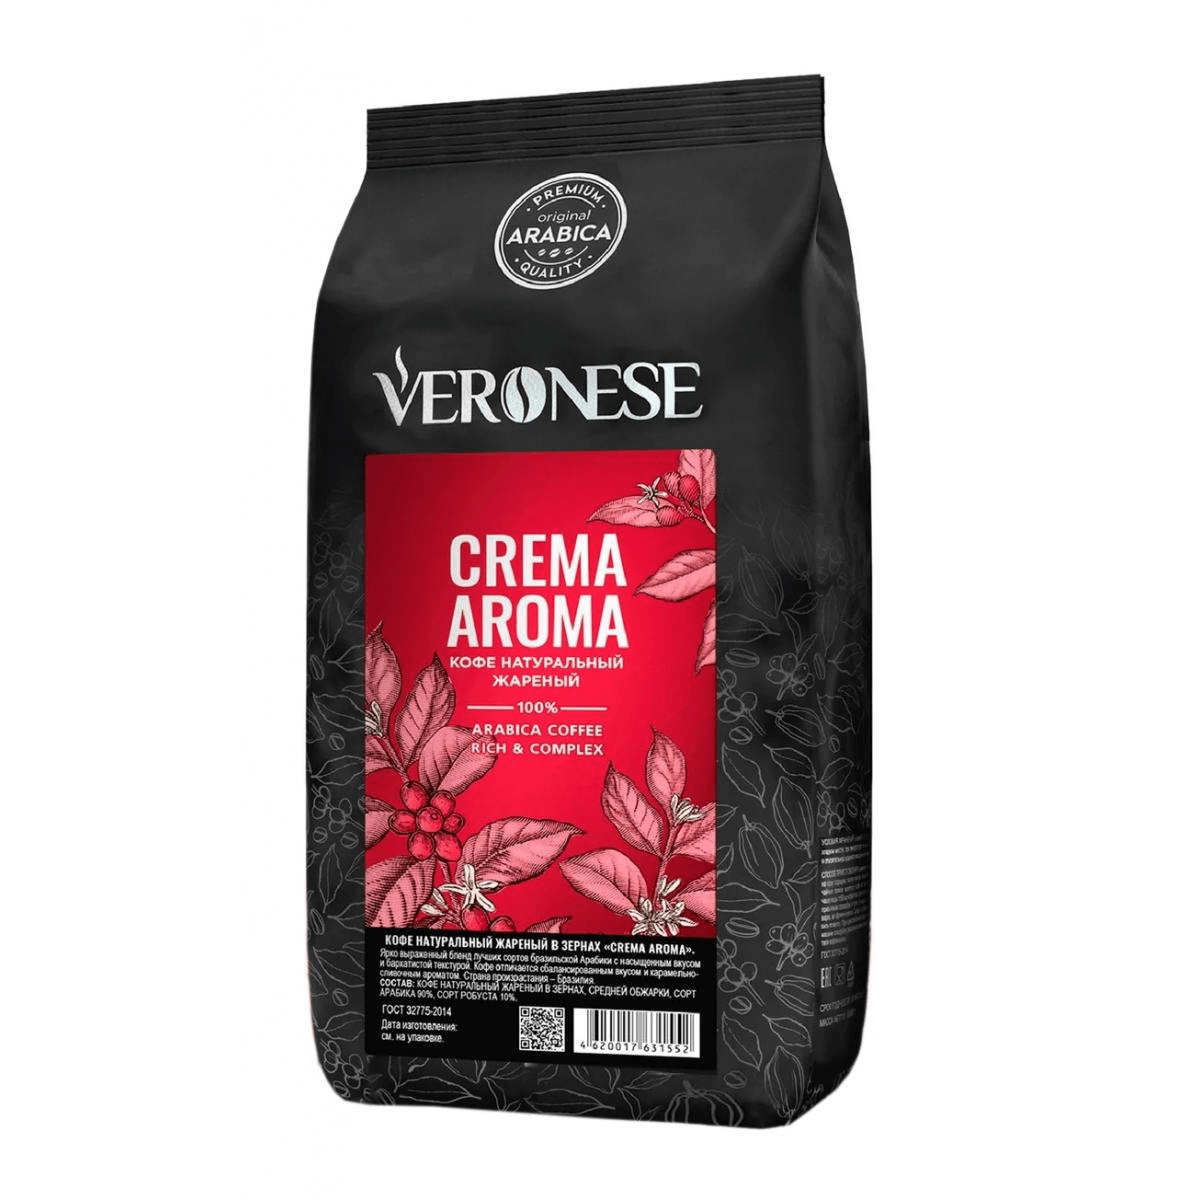 PREMIUM
original
ARABICA
QUALITY
VERONESE
CREMA
AROMA
КОФЕ НАТУРАЛЬНЫЙ
ЖАРЕНЫЙ
100%
ARABICA COFFEE
RICH & COMPLEX
КОФЕ НАТУРАЛЬНЫЙ ЖАРЕНЫЙ В ЗЕРНАХ «CREMA AROMA».
Ярко выраженный бленд лучших сортов бразильской Арабики с насыщенным вкусом
и бархатистой текстурой. Кофе отличается сбалансированным вкусом и карамельно-
сливочным ароматом. Страна произрастания – Бразилия.
СОСТАВ: КОФЕ НАТУРАЛЬНЫЙ ЖАРЕНЫЙ В ЗЕРНАХ, СРЕДНЕЙ ОБЖАРКИ, СОРТ
АРАБИКА 90%, СОРТ РОБУСТА 10%.
ГОСТ 32775-2014
Дата изготовления:
см. на упаковке.
4 620017 631552